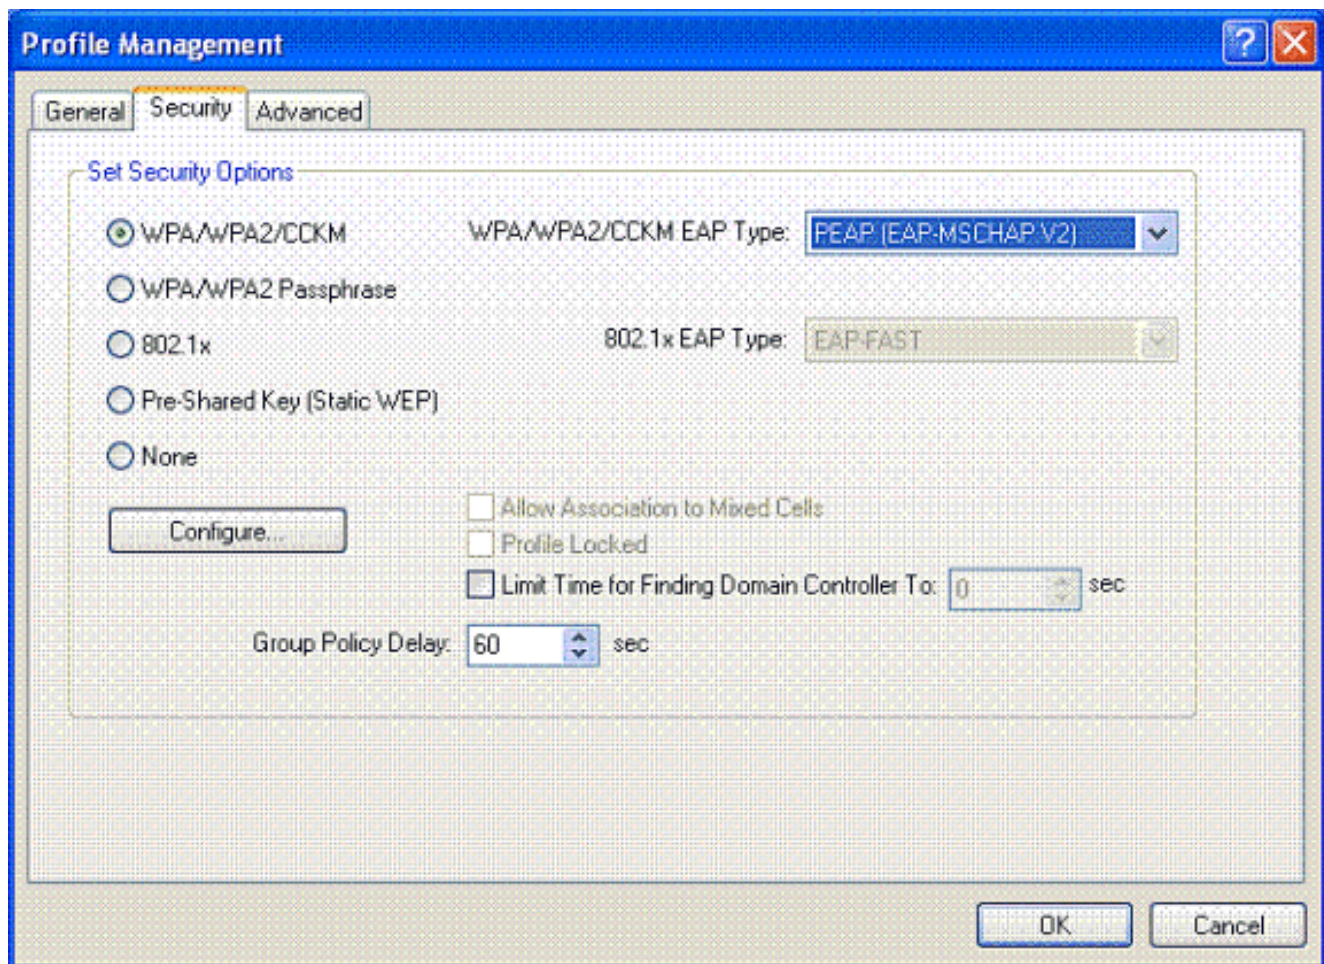 Profile Management
General Security Advanced
Set Security Options
WPA/WPA2/CCKM WPA/WPA2/CCKM EAP Type: PEAP (EAP-MSCHAP V2)
WPA/WPA2 Passphrase
802.1x 802.1x EAP Type: EAP-FAST
Pre-Shared Key (Static WEP)
None
Configure...
Allow Association to Mixed Cells
Profile Locked
Limit Time for Finding Domain Controller To: 0 sec
Group Policy Delay: 60 sec
OK Cancel